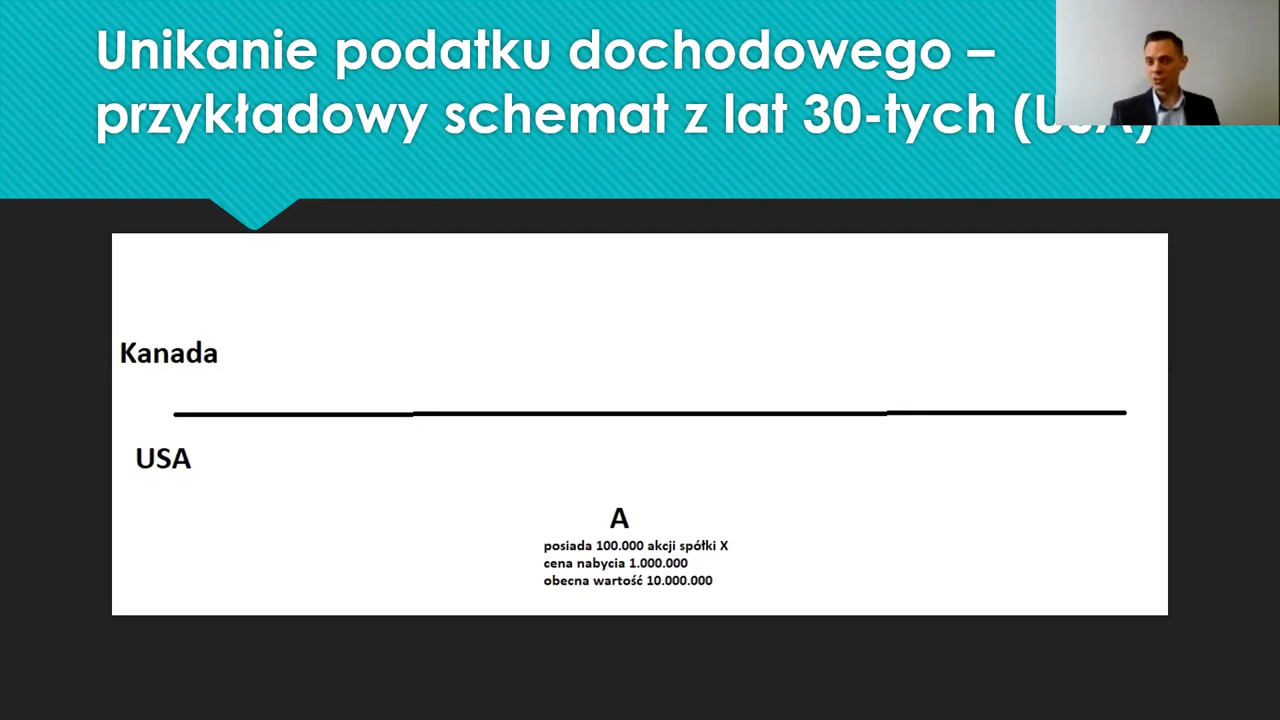 Unikanie podatku dochodowego –
przykładowy schemat z lat 30-tych (USA)
Kanada
USA
A
posiada 100.000 akcji spółki X
cena nabycia 1.000.000
obecna wartość 10.000.000